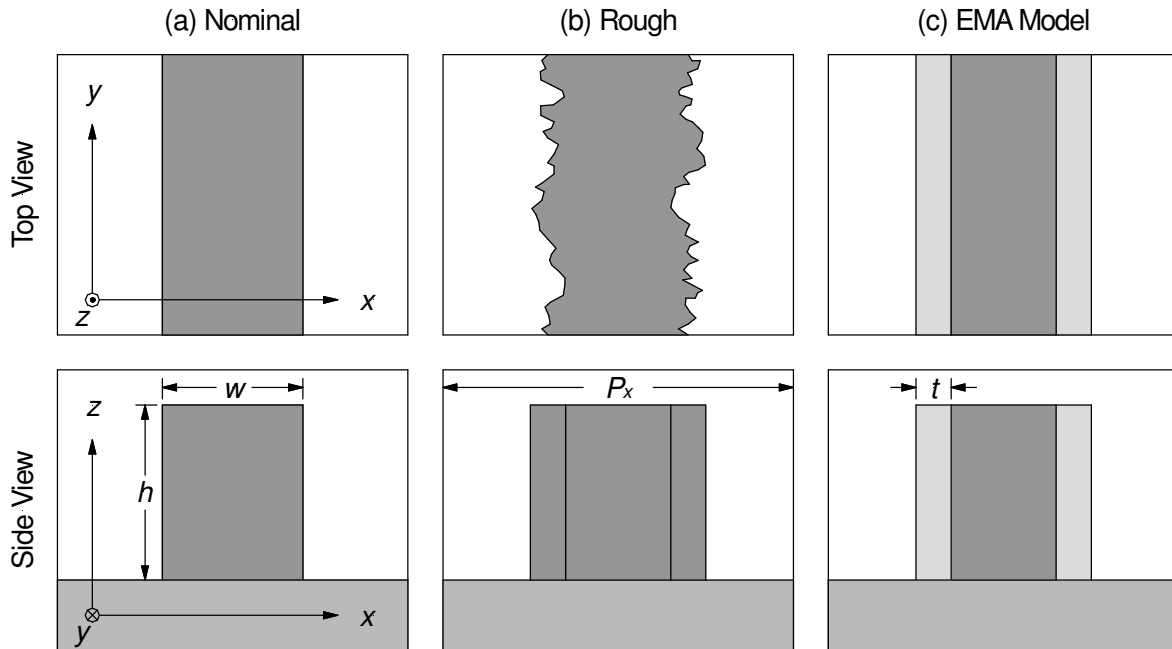 (a) Nominal
(b) Rough
(c) EMA Model
Top View
y
z
x
Side View
z
w
h
y
x
Px
t